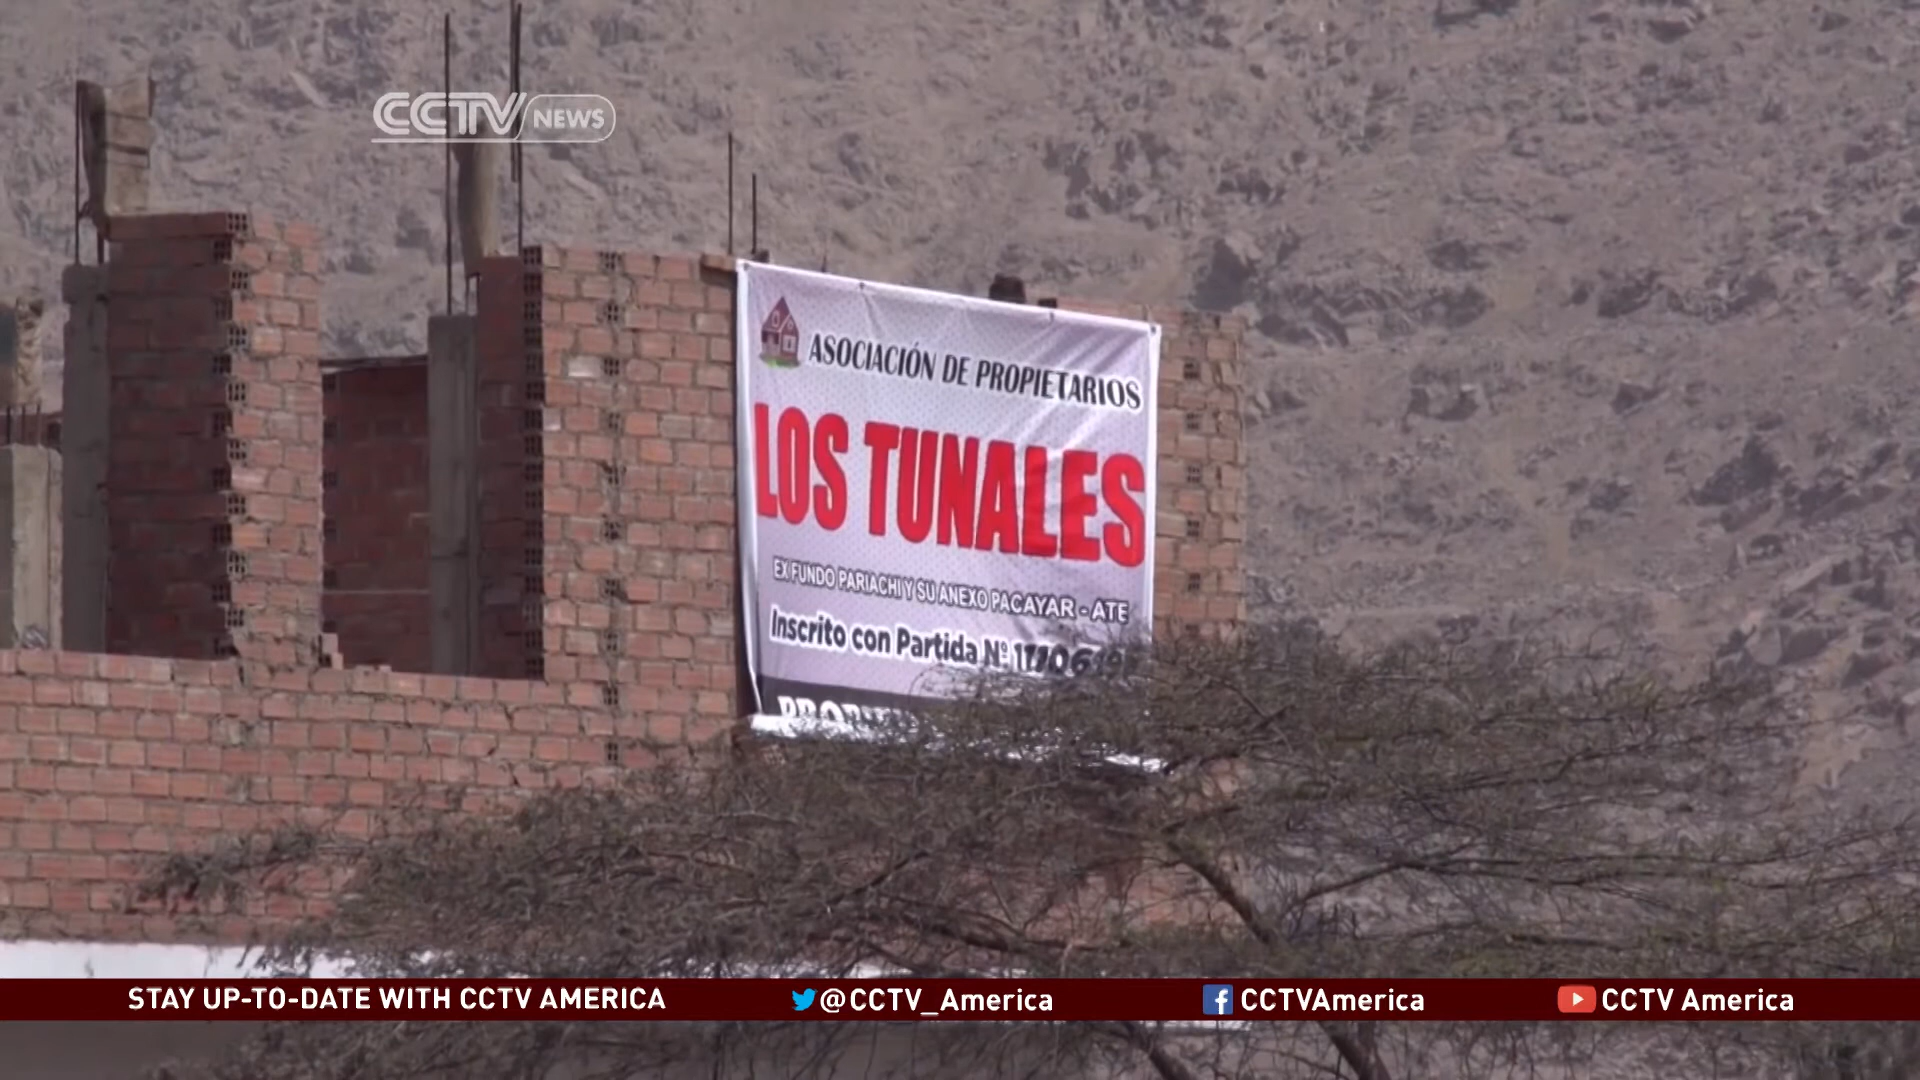 CCTV NEWS
ASOCIACIÓN DE PROPIETARIOS
LOS TUNALES
EX FUNDO PARIACHI Y SU ANEXO PACAYAR - ATE
Inscrito con Partida Nº
STAY UP-TO-DATE WITH CCTV AMERICA @CCTV_America CCTVAmerica CCTV America